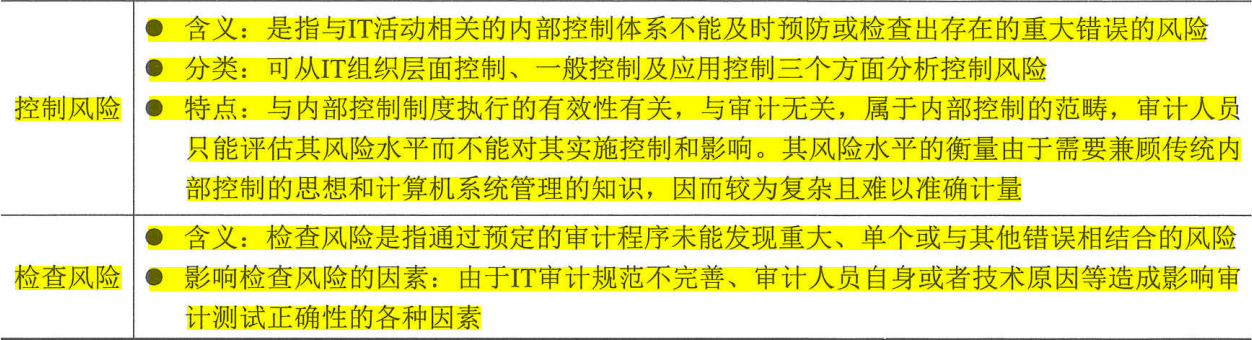 ● 含义：是指与IT活动相关的内部控制体系不能及时预防或检查出存在的重大错误的风险
● 分类：可从IT组织层面控制、一般控制及应用控制三个方面分析控制风险
控制风险
● 特点：与内部控制制度执行的有效性有关，与审计无关，属于内部控制的范畴，审计人员
只能评估其风险水平而不能对其实施控制和影响。其风险水平的衡量由于需要兼顾传统内
部控制的思想和计算机系统管理的知识，因而较为复杂且难以准确计量
● 含义：检查风险是指通过预定的审计程序未能发现重大、单个或与其他错误相结合的风险
检查风险
● 影响检查风险的因素：由于IT审计规范不完善、审计人员自身或者技术原因等造成影响审
计测试正确性的各种因素